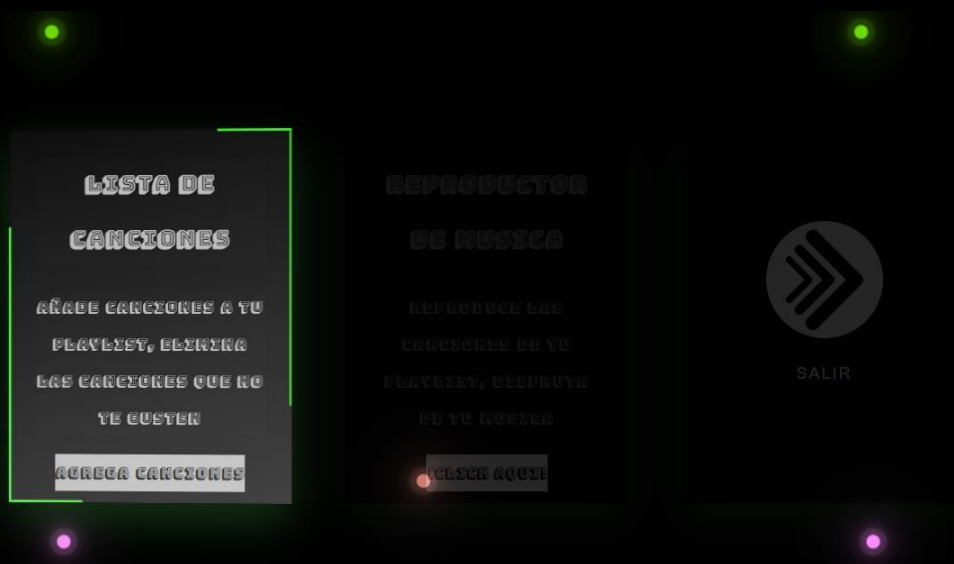 LISTA DE
CANCIONES
AÑADE CANCIONES A TU
PLAYLIST, ELIMINA
LAS CANCIONES QUE NO
TE GUSTEN
AGREGA CANCIONES
REPRODUCTOR
DE MUSICA
REPRODUCE LAS
CANCIONES DE TU
PLAYLIST, DISFRUTA
DE TU MUSICA
¡CLICK AQUI!
SALIR